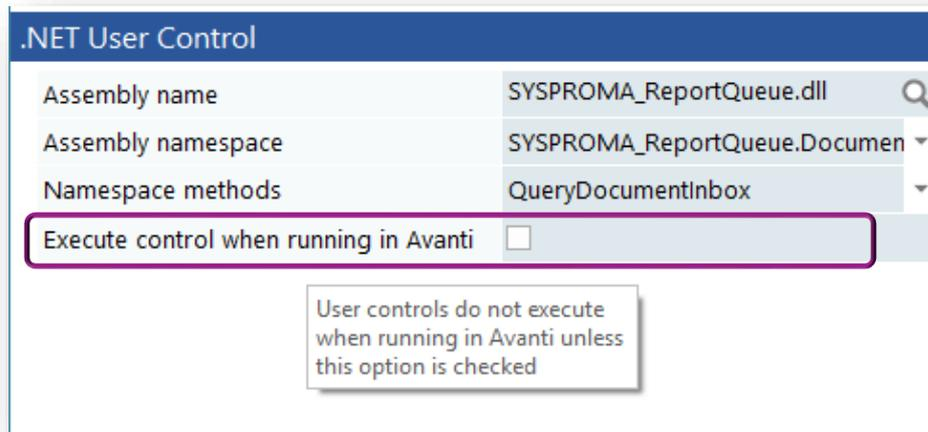 .NET User Control
Assembly name SYSPROMA_ReportQueue.dll
Assembly namespace SYSPROMA_ReportQueue.Documen
Namespace methods QueryDocumentInbox
Execute control when running in Avanti
User controls do not execute
when running in Avanti unless
this option is checked